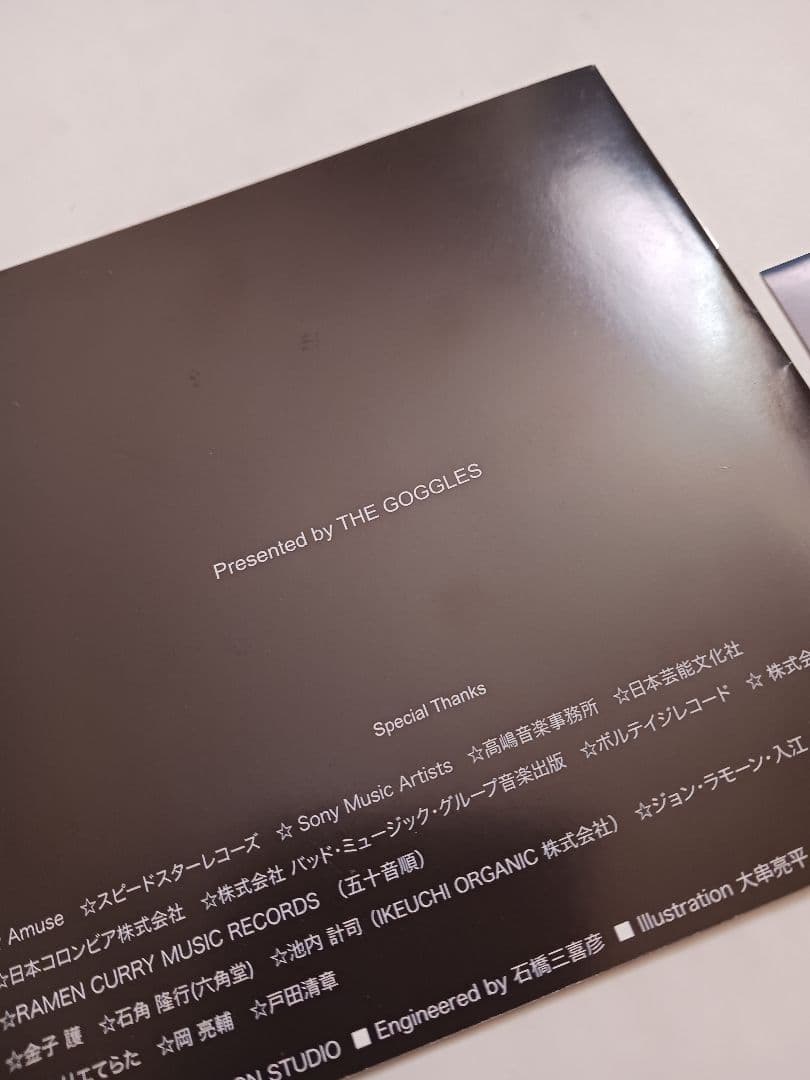 Presented by THE GOGGLES
Special Thanks
Amuse ☆スピードスターレコーズ ☆ Sony Music Artists ☆高嶋音楽事務所 ☆日本芸能文化社
☆日本コロンビア株式会社 ☆株式会社 バッド・ミュージック・グループ音楽出版 ☆ボルテイジレコード ☆ 株式会
☆RAMEN CURRY MUSIC RECORDS (五十音順)
☆金子 護 ☆石角 隆行(六角堂) ☆池内 計司(IKEUCHI ORGANIC 株式会社) ☆ジョン・ラモーン・入江
リエてらた ☆岡 亮輔 ☆戸田清章
ON STUDIO ■ Engineered by 石橋三喜彦 ■ Illustration 大串亮平